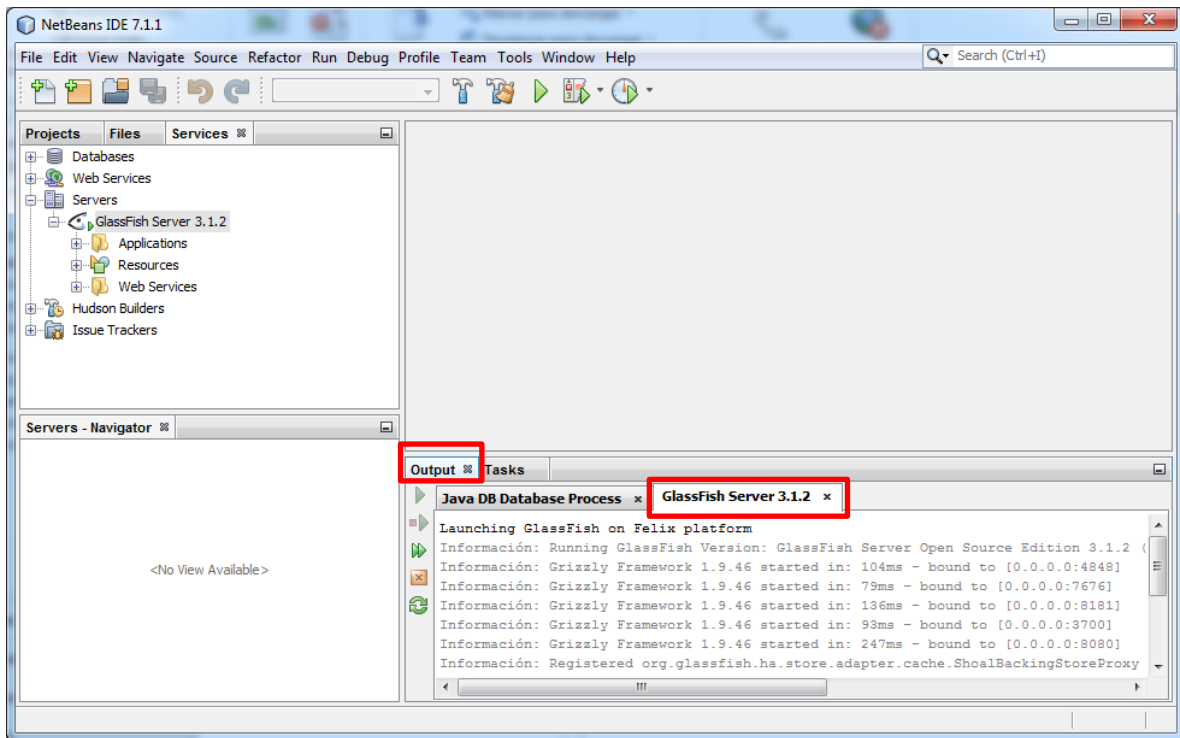 NetBeans IDE 7.1.1
File Edit View Navigate Source Refactor Run Debug Profile Team Tools Window Help
Search (Ctrl+I)
Projects Files Services
Databases
Web Services
Servers
GlassFish Server 3.1.2
Applications
Resources
Web Services
Hudson Builders
Issue Trackers
Servers - Navigator
<No View Available>
Output Tasks
Java DB Database Process × GlassFish Server 3.1.2 ×
Launching GlassFish on Felix platform
Información: Running GlassFish Version: GlassFish Server Open Source Edition 3.1.2 (
Información: Grizzly Framework 1.9.46 started in: 104ms - bound to [0.0.0.0:4848]
Información: Grizzly Framework 1.9.46 started in: 79ms - bound to [0.0.0.0:7676]
Información: Grizzly Framework 1.9.46 started in: 136ms - bound to [0.0.0.0:8181]
Información: Grizzly Framework 1.9.46 started in: 93ms - bound to [0.0.0.0:3700]
Información: Grizzly Framework 1.9.46 started in: 247ms - bound to [0.0.0.0:8080]
Información: Registered org.glassfish.ha.store.adapter.cache.ShoalBackingStoreProxy